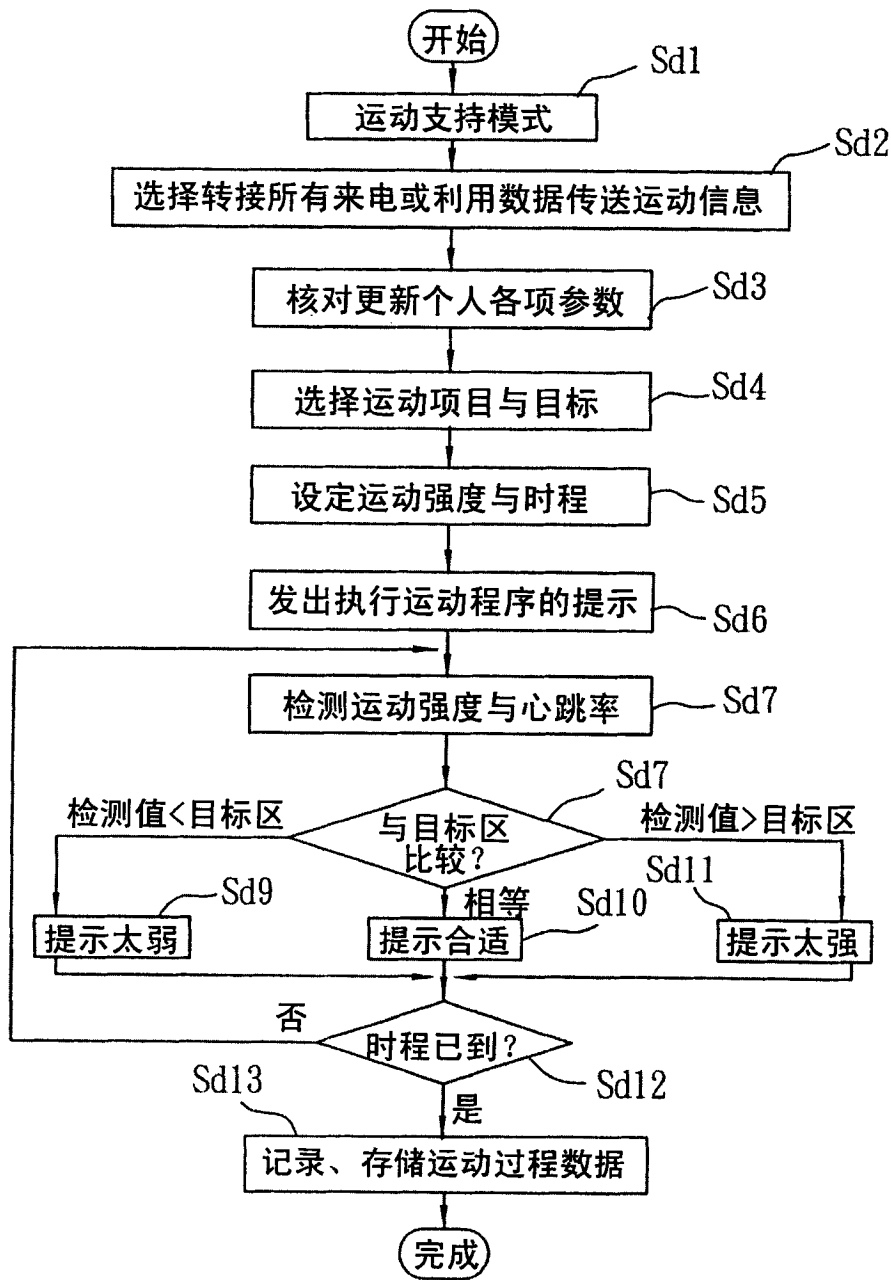 开始
Sd1
运动支持模式
Sd2
选择转接所有来电或利用数据传送运动信息
Sd3
核对更新个人各项参数
Sd4
选择运动项目与目标
Sd5
设定运动强度与时程
发出执行运动程序的提示
Sd6
检测运动强度与心跳率
Sd7
Sd7
检测值<目标区
与目标区
比较?
检测值>目标区
Sd9
相等
Sd10
Sd11
提示太弱
提示合适
提示太强
否
时程已到?
Sd12
Sd13
是
记录、存储运动过程数据
完成